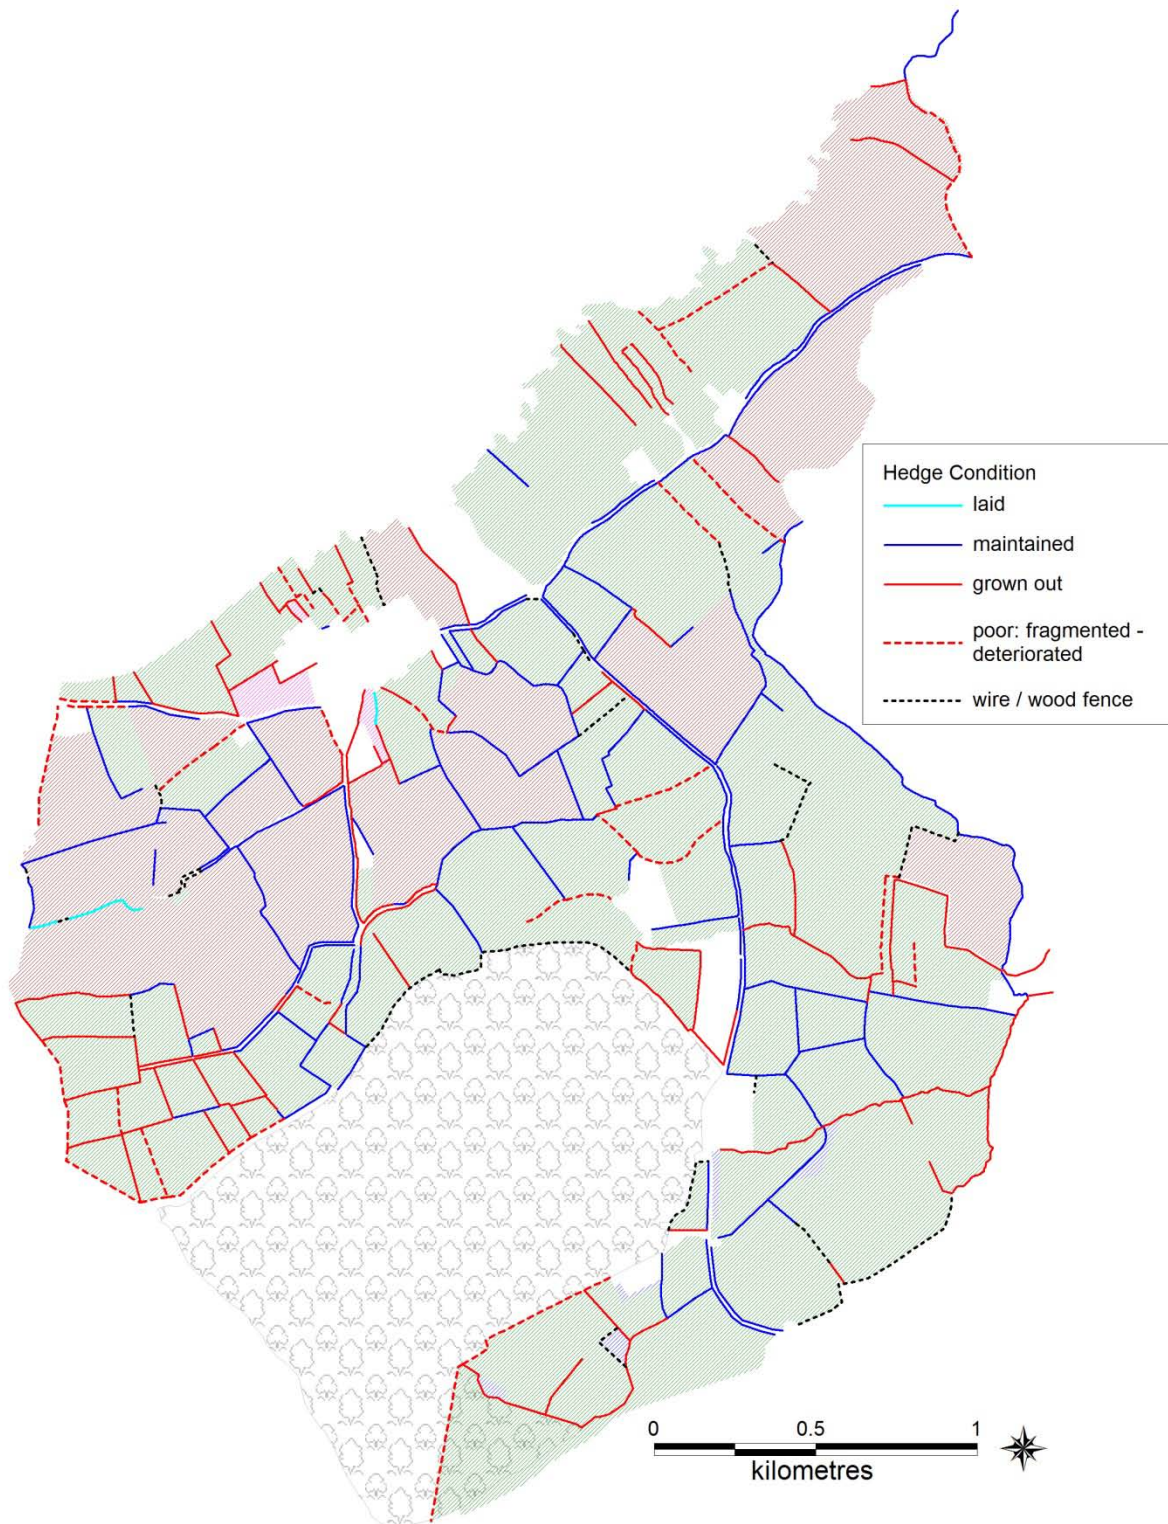 Hedge Condition
laid
maintained
grown out
poor: fragmented -
deteriorated
wire / wood fence
0 0.5 1
kilometres